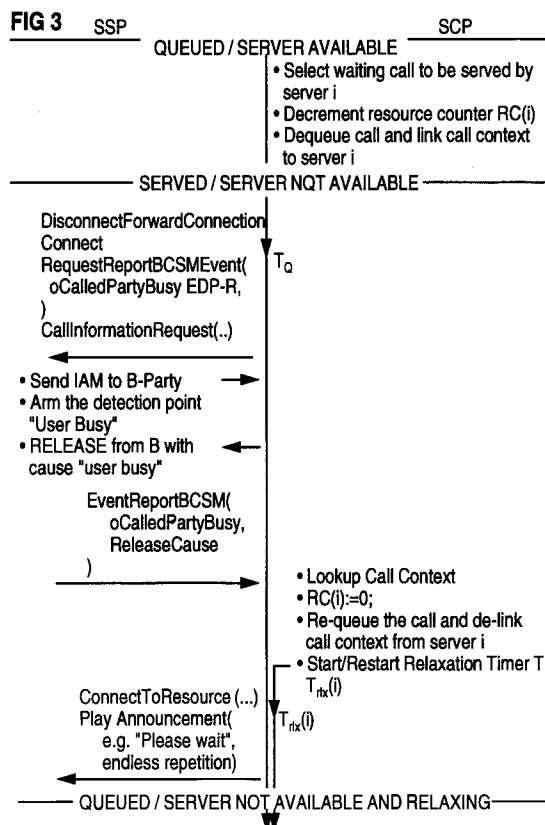 FIG 3 SSP SCP
QUEUED / SERVER AVAILABLE
• Select waiting call to be served by
server i
• Decrement resource counter RC(i)
• Dequeue call and link call context
to server i
SERVED / SERVER NQT AVAILABLE
DisconnectForwardConnection
Connect
RequestReportBCSMEvent(
oCalledPartyBusy EDP-R,
)
CallInformationRequest(..)
TQ
• Send IAM to B-Party
• Arm the detection point
"User Busy"
• RELEASE from B with
cause "user busy"
EventReportBCSM(
oCalledPartyBusy,
ReleaseCause
)
• Lookup Call Context
• RC(i):=0;
• Re-queue the call and de-link
call context from server i
• Start/Restart Relaxation Timer T
Trlx(i)
ConnectToResource (...)
Play Announcement(
e.g. "Please wait",
endless repetition)
Trlx(i)
QUEUED / SERVER NOT AVAILABLE AND RELAXING